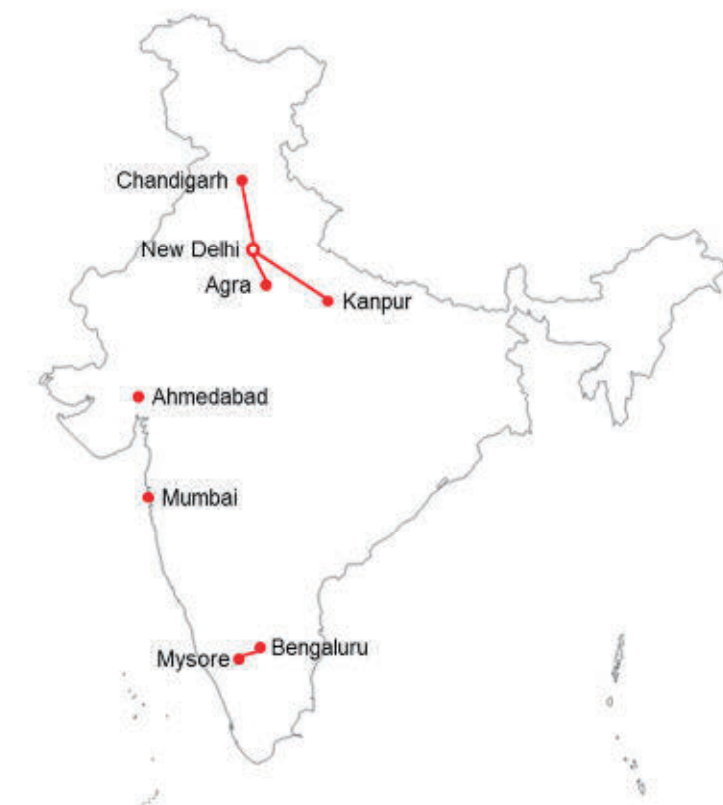 Chandigarh
New Delhi
Agra
Kanpur
Ahmedabad
Mumbai
Bengaluru
Mysore